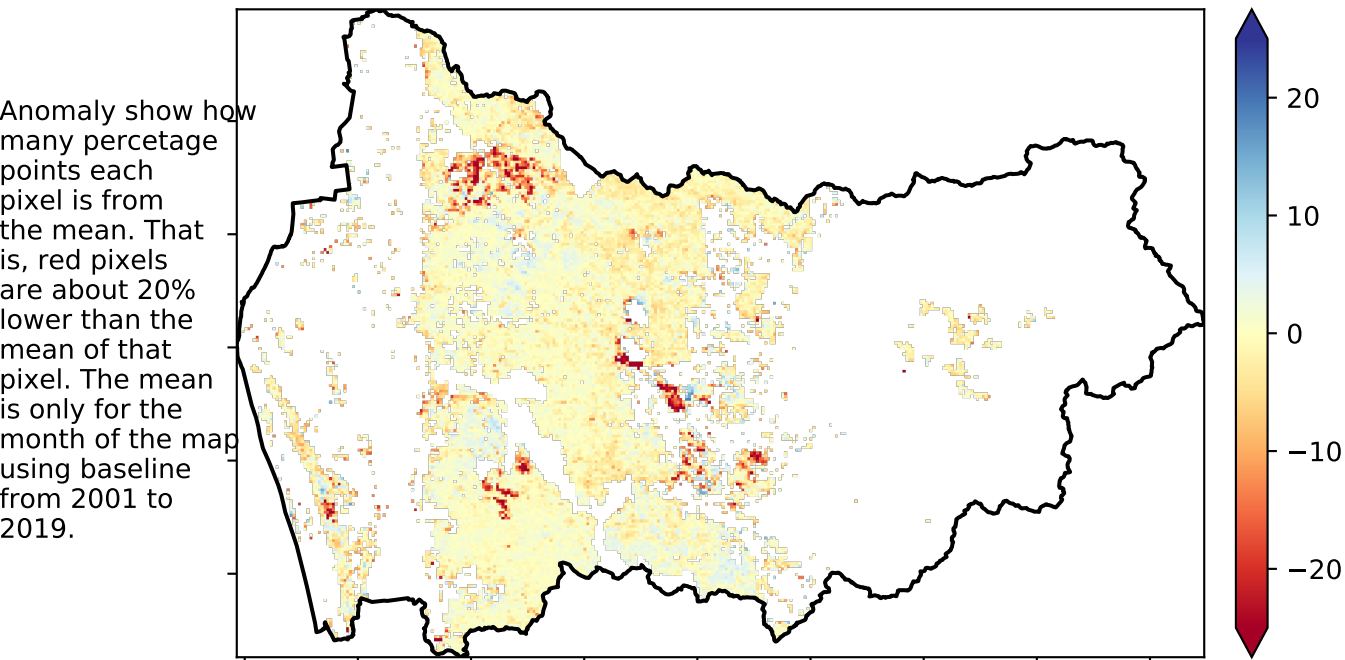 Anomaly show how
many percetage
points each
pixel is from
the mean. That
is, red pixels
are about 20%
lower than the
mean of that
pixel. The mean
is only for the
month of the map
using baseline
from 2001 to
2019.
20
10
0
−10
−20